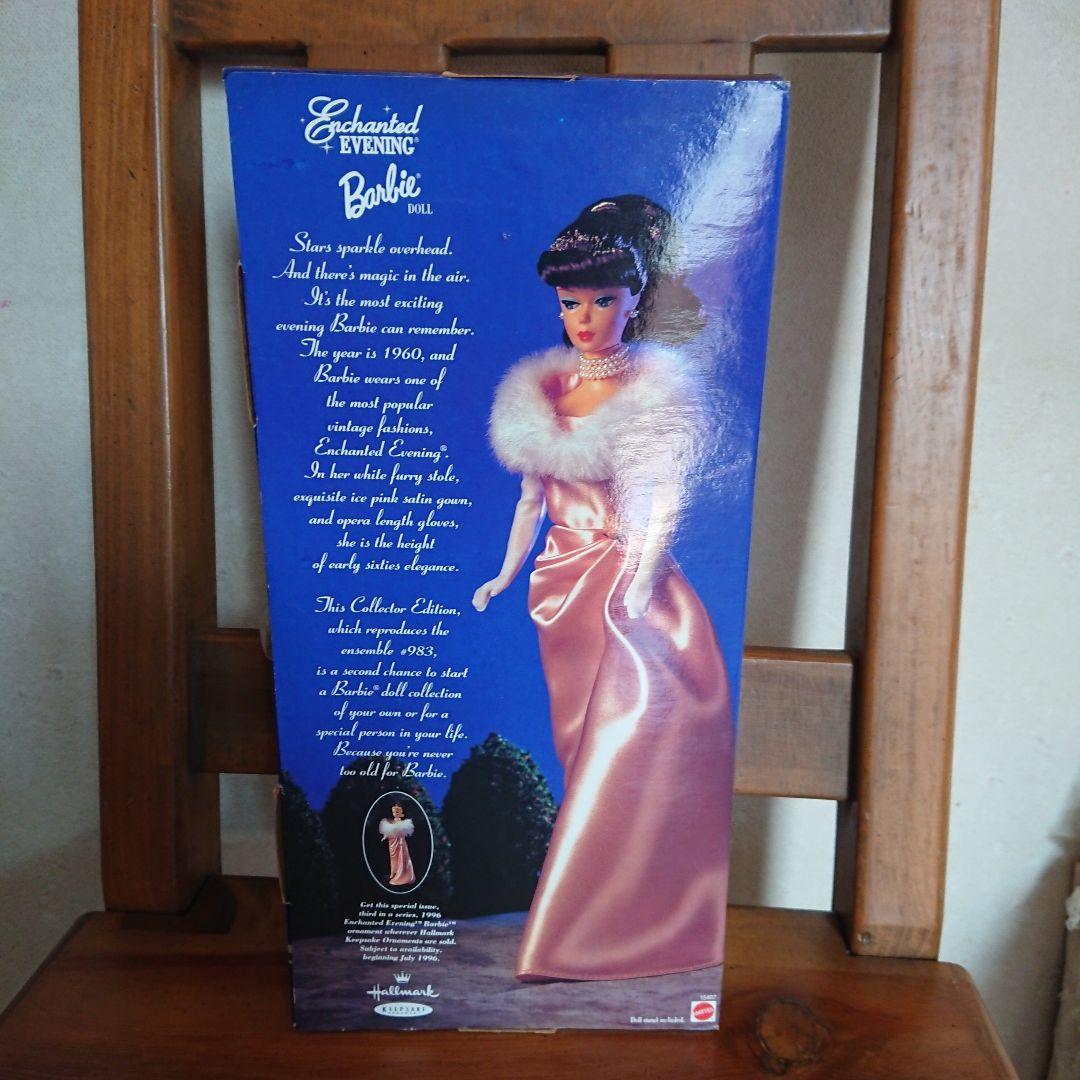 Enchanted
EVENING®
Barbie®
DOLL
Stars sparkle overhead.
And there's magic in the air.
It's the most exciting
evening Barbie can remember.
The year is 1960, and
Barbie wears one of
the most popular
vintage fashions,
Enchanted Evening®.
In her white furry stole,
exquisite ice pink satin gown,
and opera length gloves,
she is the height
of early sixties elegance.
This Collector Edition,
which reproduces the
ensemble #983,
is a second chance to start
a Barbie® doll collection
of your own or for a
special person in your life.
Because you're never
too old for Barbie.
Get this special issue,
third in a series, 1996
Enchanted Evening™ Barbie™
ornament wherever Hallmark
Keepsake Ornaments are sold.
Subject to availability,
beginning July 1996.
Hallmark
KEEPSAKE
15407
Doll stand included.
MATTEL